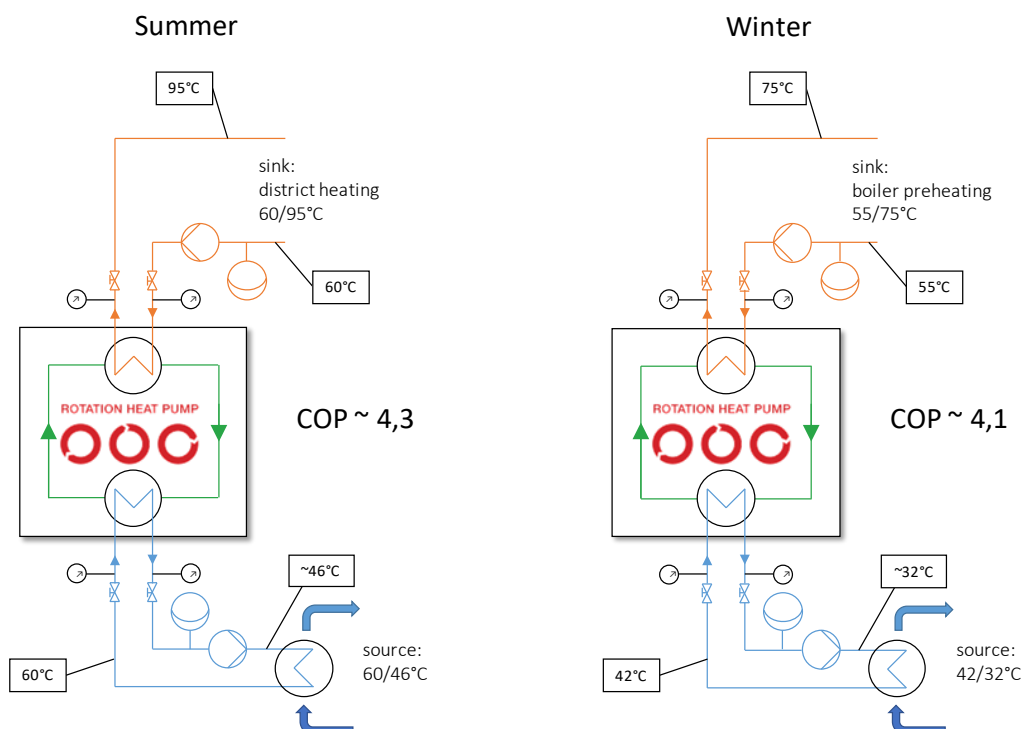 Summer
95°C
sink:
district heating
60/95°C
60°C
ROTATION HEAT PUMP
COP ~ 4,3
~46°C
source:
60/46°C
60°C
Winter
75°C
sink:
boiler preheating
55/75°C
55°C
ROTATION HEAT PUMP
COP ~ 4,1
~32°C
source:
42/32°C
42°C